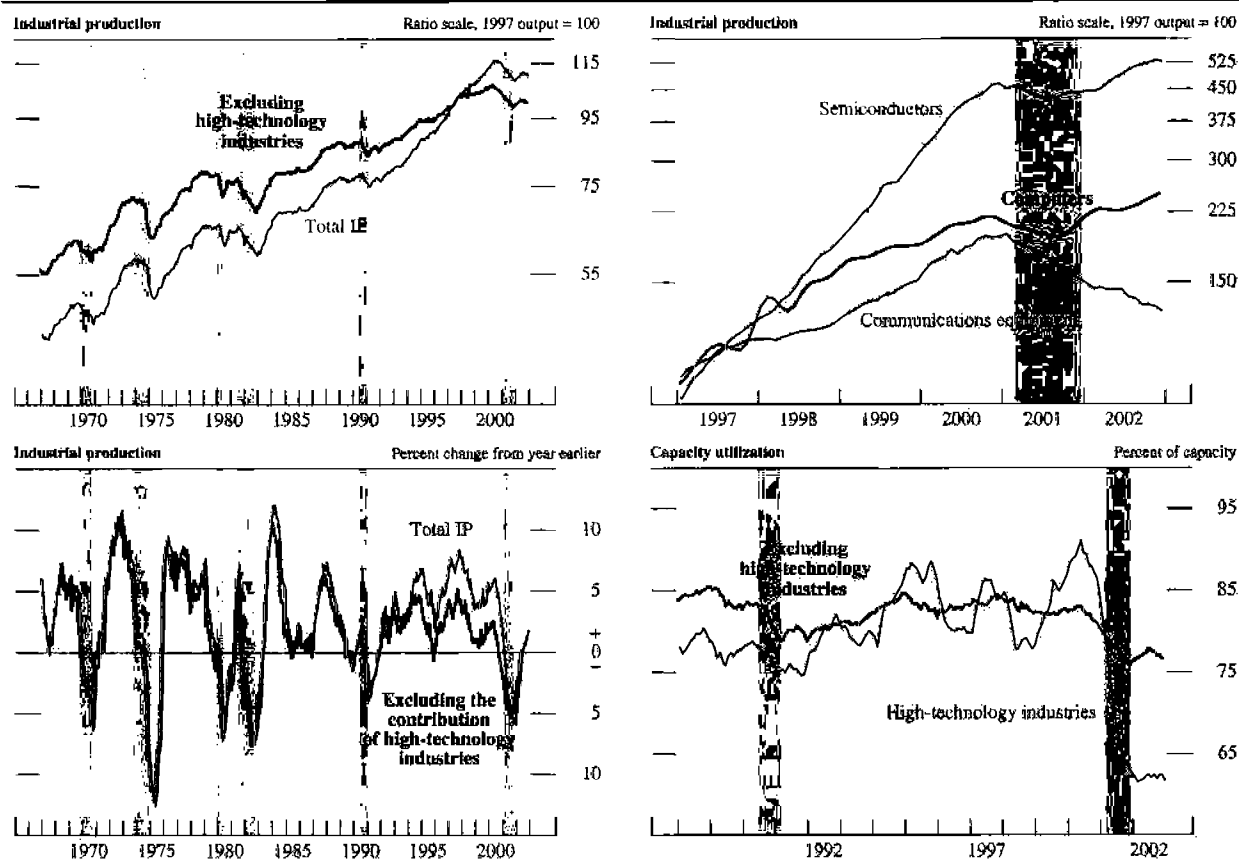 Industrial production Ratio scale, 1997 output = 100
115
95
75
55
Excluding
high-technology
industries
Total IP
1970 1975 1980 1985 1990 1995 2000
Industrial production Ratio scale, 1997 output = 100
525
450
375
300
225
150
Semiconductors
Computers
Communications equipment
1997 1998 1999 2000 2001 2002
Industrial production Percent change from year earlier
10
5
+
0
−
5
10
Total IP
Excluding the
contribution
of high-technology
industries
1970 1975 1980 1985 1990 1995 2000
Capacity utilization Percent of capacity
95
85
75
65
Excluding
high-technology
industries
High-technology industries
1992 1997 2002